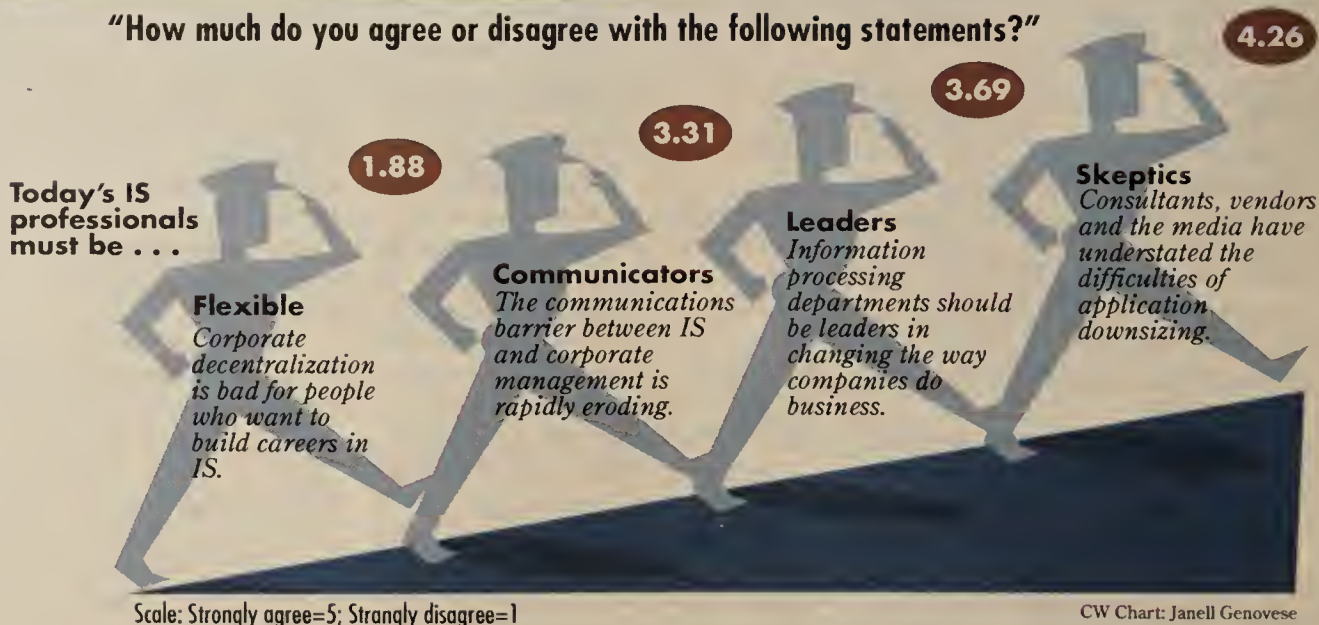 “How much do you agree or disagree with the following statements?”
4.26
3.69
3.31
1.88
Today's IS
professionals
must be . . .
Flexible
Corporate
decentralization
is bad for people
who want to
build careers in
IS.
Communicators
The communications
barrier between IS
and corporate
management is
rapidly eroding.
Leaders
Information
processing
departments should
be leaders in
changing the way
companies do
business.
Skeptics
Consultants, vendors
and the media have
understated the
difficulties of
application
downsizing.
Scale: Strongly agree=5; Strangly disagree=1
CW Chart: Janell Genovese